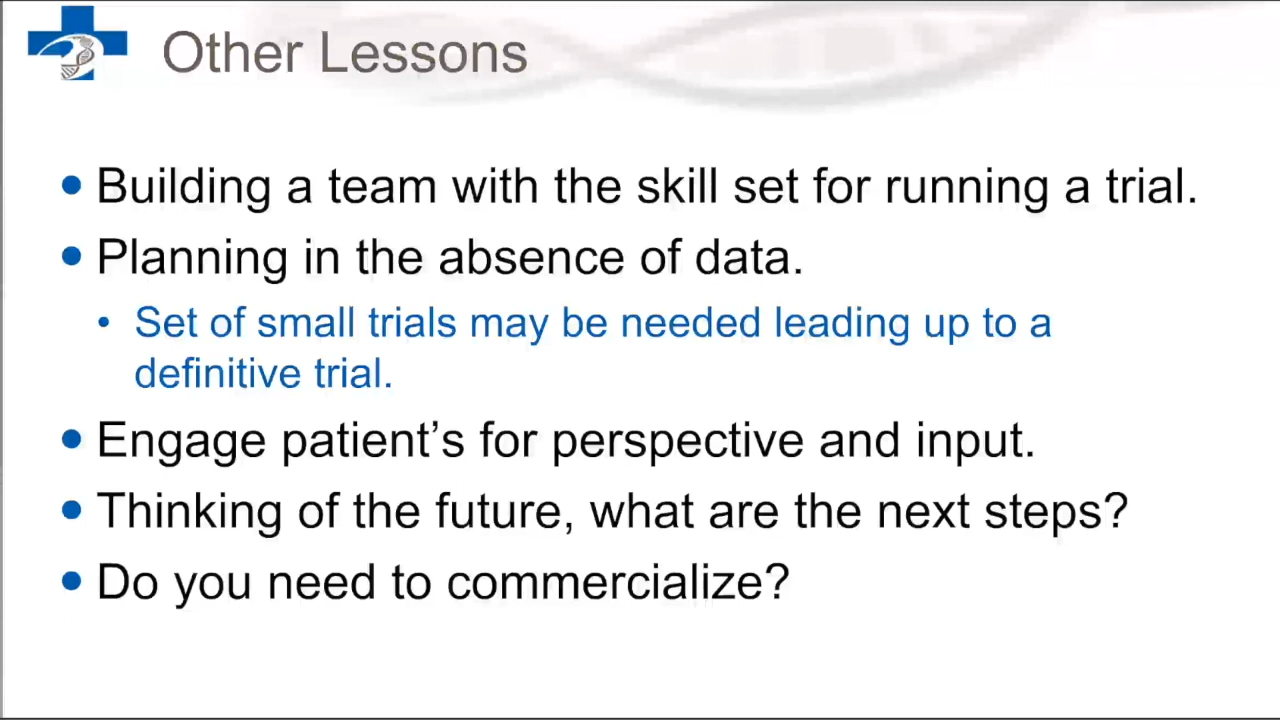 Other Lessons
Building a team with the skill set for running a trial.
Planning in the absence of data.
Set of small trials may be needed leading up to a
definitive trial.
Engage patient’s for perspective and input.
Thinking of the future, what are the next steps?
Do you need to commercialize?